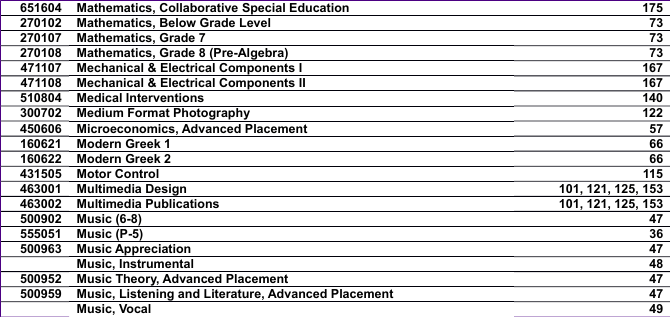 651604 Mathematics, Collaborative Special Education 175
270102 Mathematics, Below Grade Level 73
270107 Mathematics, Grade 7 73
270108 Mathematics, Grade 8 (Pre-Algebra) 73
471107 Mechanical & Electrical Components I 167
471108 Mechanical & Electrical Components II 167
510804 Medical Interventions 140
300702 Medium Format Photography 122
450606 Microeconomics, Advanced Placement 57
160621 Modern Greek 1 66
160622 Modern Greek 2 66
431505 Motor Control 115
463001 Multimedia Design 101, 121, 125, 153
463002 Multimedia Publications 101, 121, 125, 153
500902 Music (6-8) 47
555051 Music (P-5) 36
500963 Music Appreciation 47
Music, Instrumental 48
500952 Music Theory, Advanced Placement 47
500959 Music, Listening and Literature, Advanced Placement 47
Music, Vocal 49